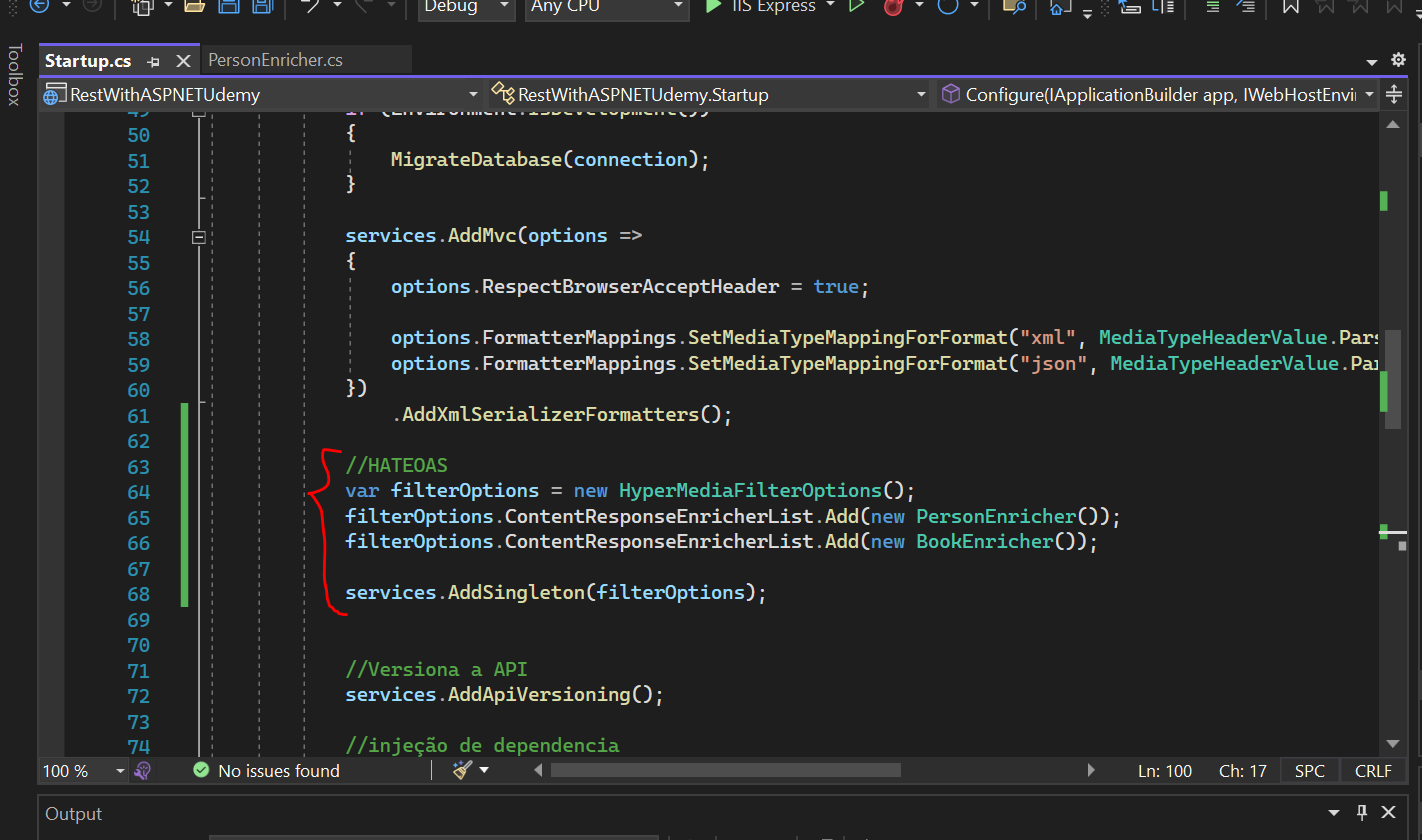 Debug
Any CPU
IIS Express
Toolbox
Startup.cs
PersonEnricher.cs
RestWithASPNETUdemy
RestWithASPNETUdemy.Startup
Configure(IApplicationBuilder app, IWebHostEnvi
49 if (Environment.IsDevelopment())
50 {
51 MigrateDatabase(connection);
52 }
53
54 services.AddMvc(options =>
55 {
56 options.RespectBrowserAcceptHeader = true;
57
58 options.FormatterMappings.SetMediaTypeMappingForFormat("xml", MediaTypeHeaderValue.Pars
59 options.FormatterMappings.SetMediaTypeMappingForFormat("json", MediaTypeHeaderValue.Pa
60 })
61 .AddXmlSerializerFormatters();
62
63 //HATEOAS
64 var filterOptions = new HyperMediaFilterOptions();
65 filterOptions.ContentResponseEnricherList.Add(new PersonEnricher());
66 filterOptions.ContentResponseEnricherList.Add(new BookEnricher());
67
68 services.AddSingleton(filterOptions);
69
70
71 //Versiona a API
72 services.AddApiVersioning();
73
74 //injeção de dependencia
100 %
No issues found
Ln: 100
Ch: 17
SPC
CRLF
Output